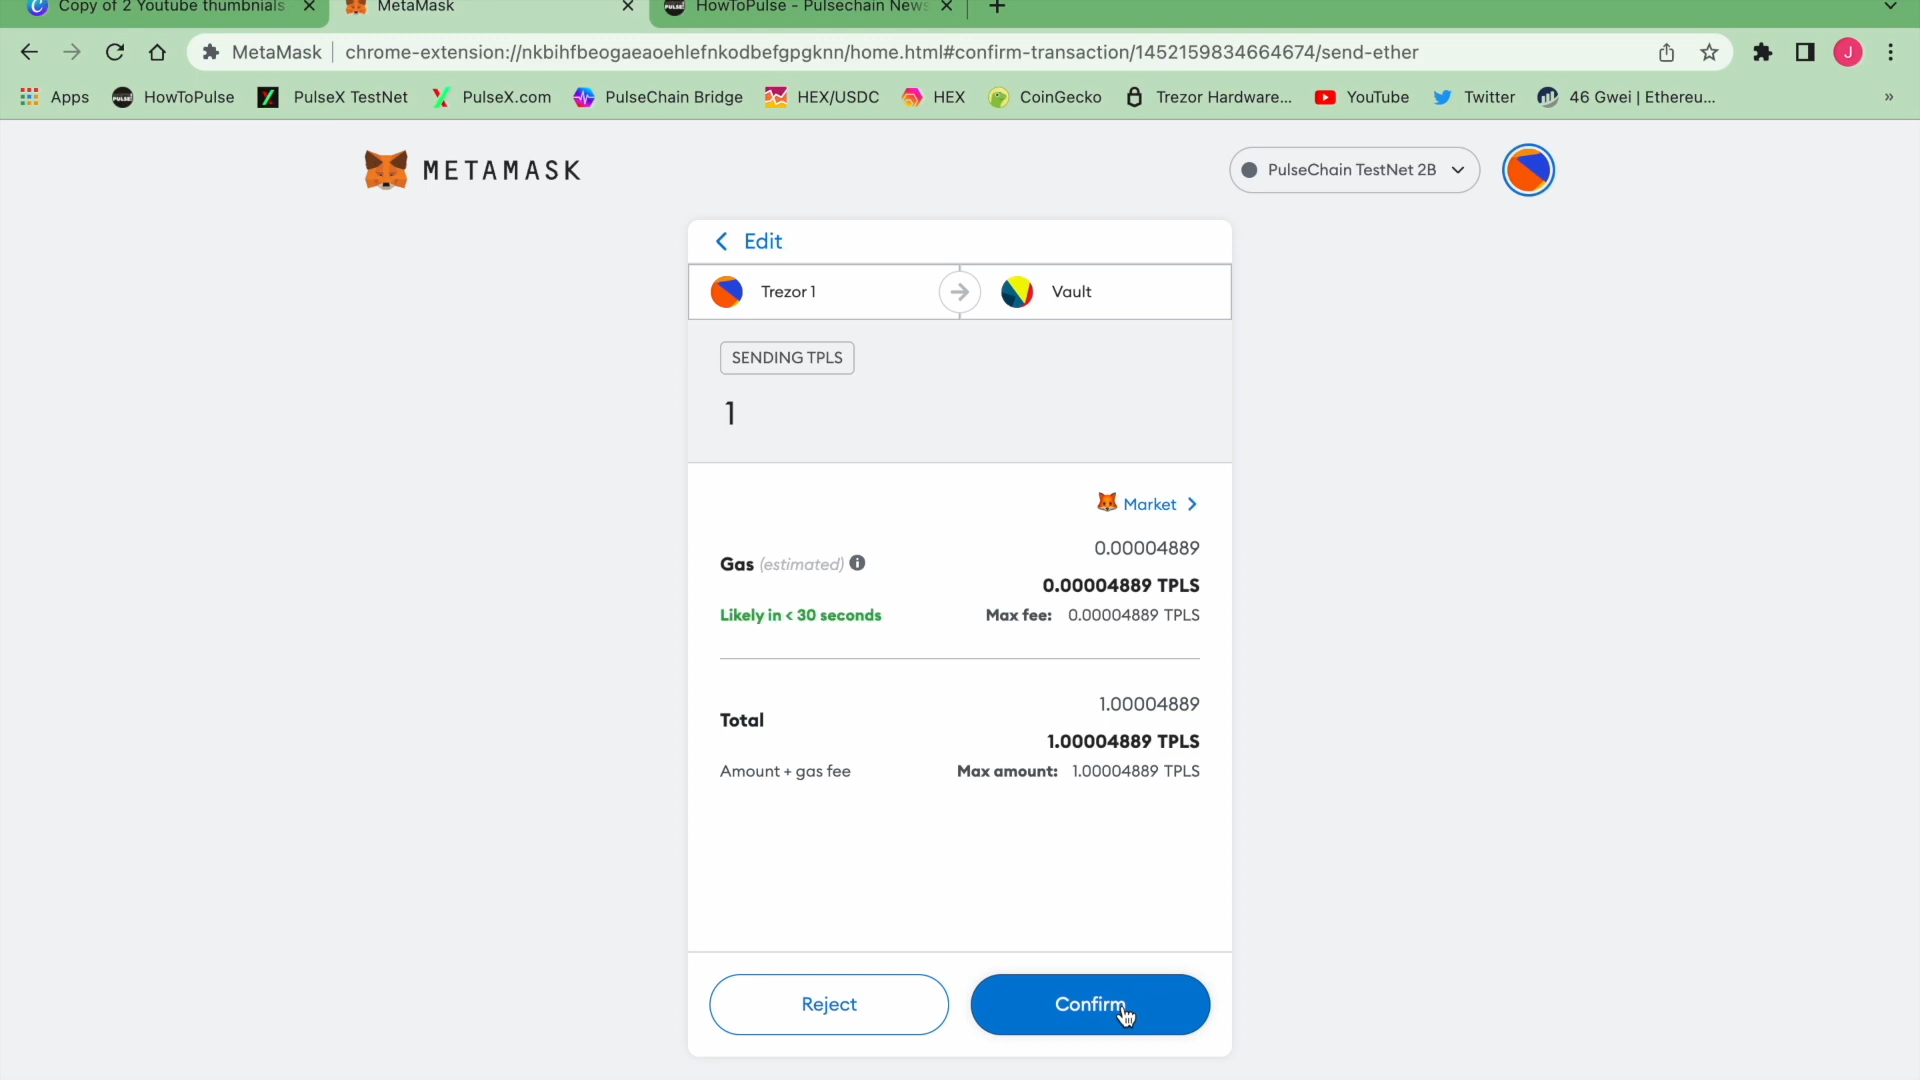 Copy of 2 Youtube thumbnials
MetaMask
HowToPulse - Pulsechain News
MetaMask
chrome-extension://nkbihfbeogaeaoehlefnkodbefgpgknn/home.html#confirm-transaction/1452159834664674/send-ether
J
Apps
HowToPulse
PulseX TestNet
PulseX.com
PulseChain Bridge
HEX/USDC
HEX
CoinGecko
Trezor Hardware...
YouTube
Twitter
46 Gwei | Ethereu...
»
METAMASK
PulseChain TestNet 2B
Edit
Trezor 1
Vault
SENDING TPLS
1
Market
Gas (estimated)
0.00004889
0.00004889 TPLS
Likely in < 30 seconds
Max fee: 0.00004889 TPLS
Total
1.00004889
1.00004889 TPLS
Amount + gas fee
Max amount: 1.00004889 TPLS
Reject
Confirm